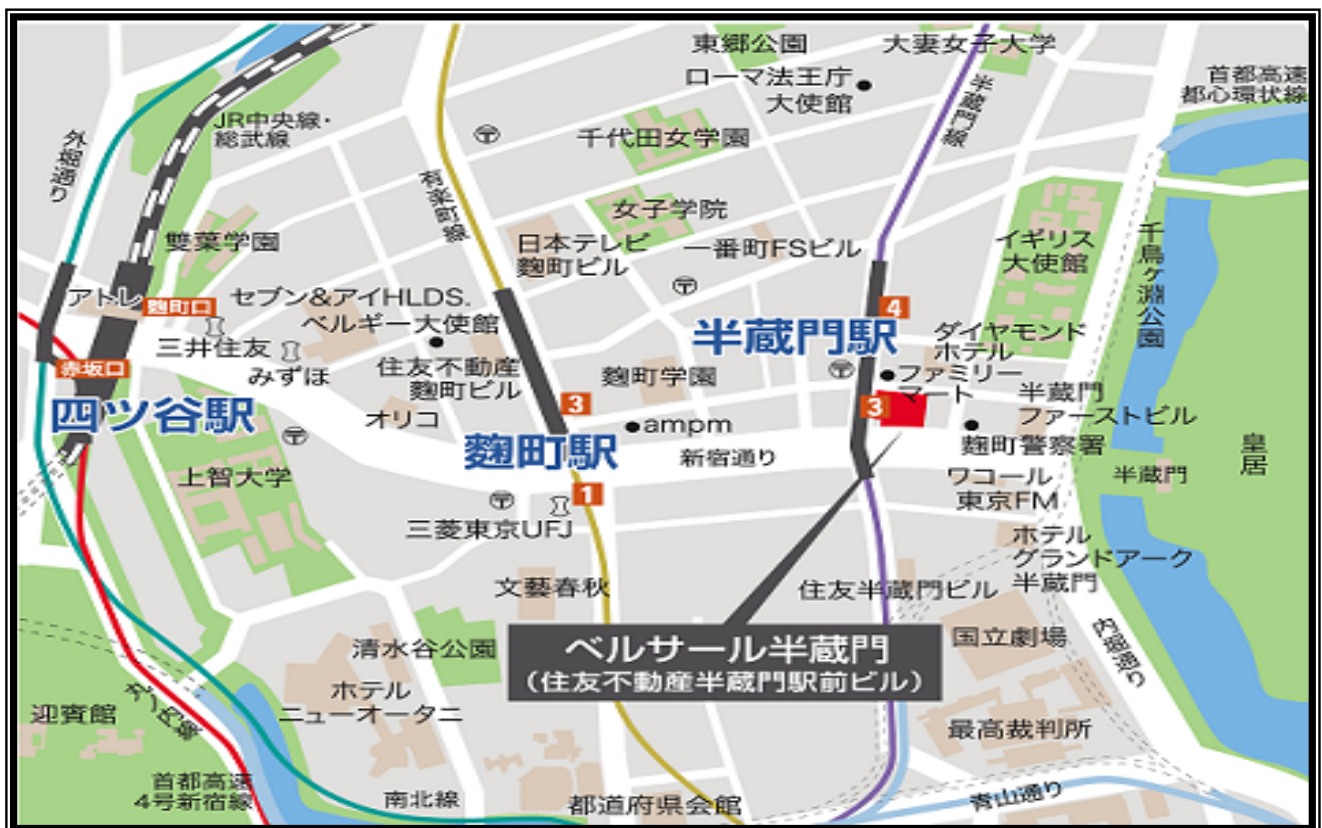 東郷公園
大妻女子大学
首都高速
都心環状線
ローマ法王庁
大使館
半蔵門線
JR中央線・
総武線
外堀通り
千代田女学園
有楽町線
女子学院
雙葉学園
日本テレビ
麹町ビル
一番町FSビル
イギリス
大使館
千鳥ヶ淵公園
アトレ
麹町口
セブン&アイHLDS.
ベルギー大使館
4
半蔵門駅
ダイヤモンド
ホテル
三井住友
みずほ
赤坂口
住友不動産
麹町ビル
麹町学園
ファミリー
マート
半蔵門
ファーストビル
3
3
四ツ谷駅
オリコ
ampm
麹町駅
新宿通り
麹町警察署
皇居
上智大学
ワコール
東京FM
半蔵門
1
三菱東京UFJ
ホテル
グランドアーク
半蔵門
文藝春秋
住友半蔵門ビル
清水谷公園
ベルサール半蔵門
(住友不動産半蔵門駅前ビル)
国立劇場
内堀通り
ホテル
ニューオータニ
迎賓館
丸ノ内線
最高裁判所
首都高速
4号新宿線
南北線
都道府県会館
青山通り